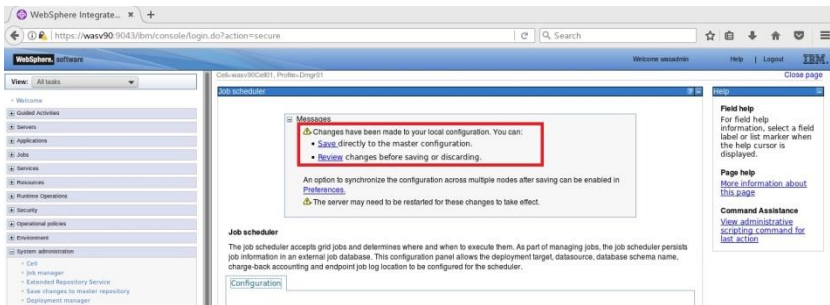 WebSphere Integrate...
https://wasv90:9043/ibm/console/login.do?action=secure
Search
WebSphere. software
Welcome wasadmin
Help | Logout
IBM.
View: All tasks
Cell=wasv90Cell01, Profile=Dmgr01
Close page
Welcome
Guided Activities
Servers
Applications
Jobs
Services
Resources
Runtime Operations
Security
Operational policies
Environment
System administration
Cell
Job manager
Extended Repository Service
Save changes to master repository
Deployment manager
Job scheduler
Messages
Changes have been made to your local configuration. You can:
Save directly to the master configuration.
Review changes before saving or discarding.
An option to synchronize the configuration across multiple nodes after saving can be enabled in
Preferences.
The server may need to be restarted for these changes to take effect.
Job scheduler
The job scheduler accepts grid jobs and determines where and when to execute them. As part of managing jobs, the job scheduler persists
job information in an external job database. This configuration panel allows the deployment target, datasource, database schema name,
charge-back accounting and endpoint job log location to be configured for the scheduler.
Configuration
Help
Field help
For field help
information, select a field
label or list marker when
the help cursor is
displayed.
Page help
More information about
this page
Command Assistance
View administrative
scripting command for
last action